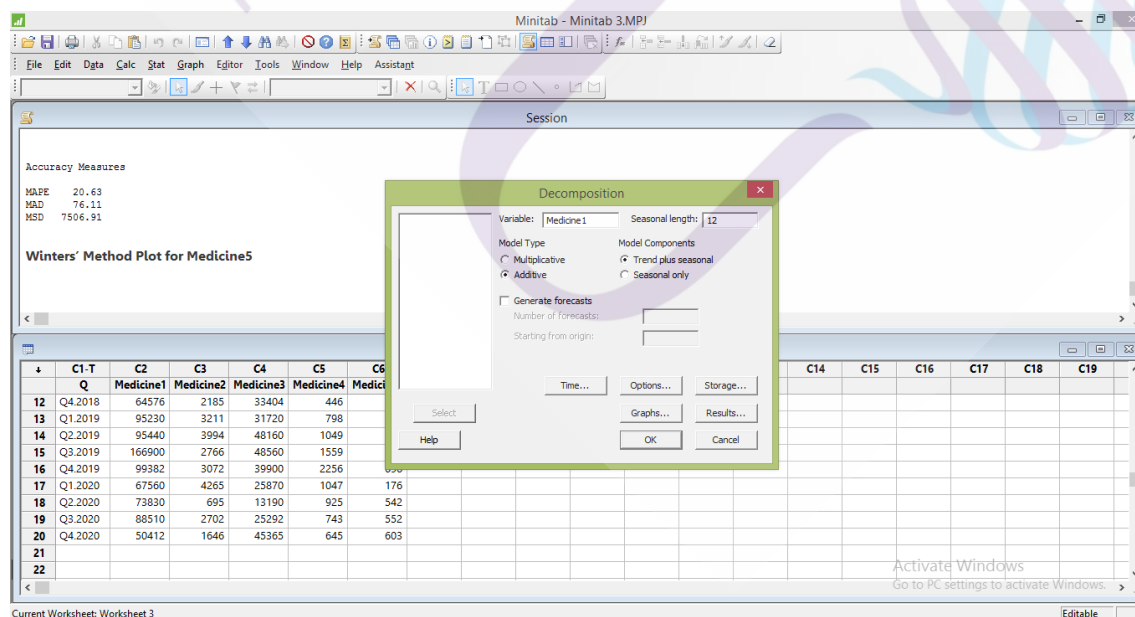 Minitab - Minitab 3.MPJ
File Edit Data Calc Stat Graph Editor Tools Window Help Assistant
Session
Accuracy Measures
MAPE 20.63
MAD 76.11
MSD 7506.91
Winters' Method Plot for Medicine5
Decomposition
Variable: Medicine1 Seasonal length: 12
Model Type Model Components
Multiplicative Trend plus seasonal
Additive Seasonal only
Generate forecasts
Number of forecasts:
Starting from origin:
Time... Options... Storage...
Select Graphs... Results...
Help OK Cancel
C1-T C2 C3 C4 C5 C6 C14 C15 C16 C17 C18 C19
Q Medicine1 Medicine2 Medicine3 Medicine4 Medici
12 Q4.2018 64576 2185 33404 446
13 Q1.2019 95230 3211 31720 798
14 Q2.2019 95440 3994 48160 1049
15 Q3.2019 166900 2766 48560 1559
16 Q4.2019 99382 3072 39900 2256
17 Q1.2020 67560 4265 25870 1047 176
18 Q2.2020 73830 695 13190 925 542
19 Q3.2020 88510 2702 25292 743 552
20 Q4.2020 50412 1646 45365 645 603
21
22
Activate Windows
Go to PC settings to activate Windows.
Current Worksheet: Worksheet 3 Editable